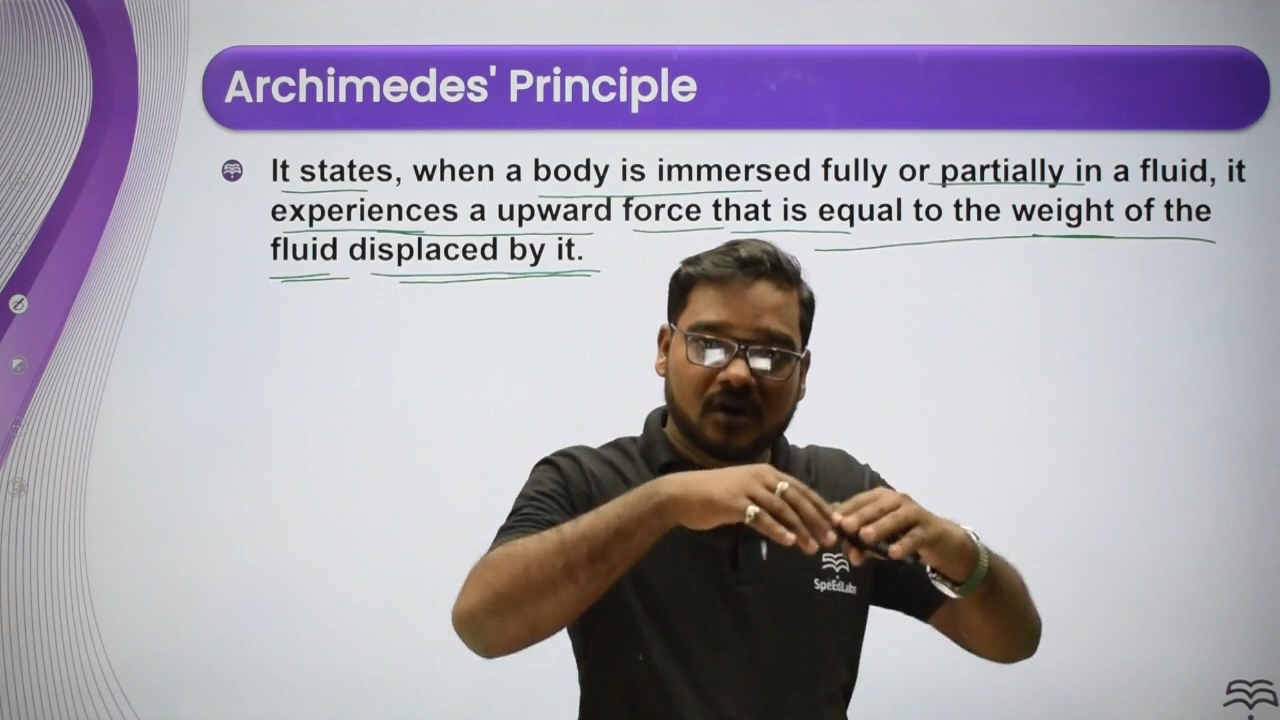 Archimedes' Principle
It states, when a body is immersed fully or partially in a fluid, it
experiences a upward force that is equal to the weight of the
fluid displaced by it.
SpeEdLabs